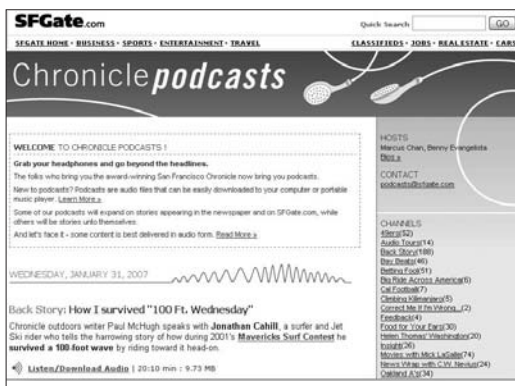 SFGate.com
Quick Search
GO
SFGATE HOME • BUSINESS • SPORTS • ENTERTAINMENT • TRAVEL
CLASSIFIEDS • JOBS • REAL ESTATE • CARS
Chronicle podcasts
WELCOME TO CHRONICLE PODCASTS !
Grab your headphones and go beyond the headlines.
The folks who bring you the award-winning San Francisco Chronicle now bring you podcasts.
New to podcasts? Podcasts are audio files that can be easily downloaded to your computer or portable
music player. Learn More »
Some of our podcasts will expand on stories appearing in the newspaper and on SFGate.com, while
others will be stories unto themselves.
And let's face it - some content is best delivered in audio form. Read More »
WEDNESDAY, JANUARY 31, 2007
Back Story: How I survived "100 Ft. Wednesday"
Chronicle outdoors writer Paul McHugh speaks with Jonathan Cahill, a surfer and Jet
Ski rider who tells the harrowing story of how during 2001's Mavericks Surf Contest he
survived a 100-foot wave by riding toward it head-on.
Listen/Download Audio | 20:10 min : 9.73 MB
HOSTS
Marcus Chan, Benny Evangelista
Bios »
CONTACT
podcasts@sfgate.com
CHANNELS
49ers(52)
Audio Tours(14)
Back Story(188)
Bay Beats(46)
Betting Fool(51)
Big Ride Across America(6)
Cal Football(7)
Climbing Kilimanjaro(5)
Correct Me If I'm Wrong...(2)
Feedback(4)
Food for Your Ears(30)
Helen Thomas' Washington(20)
Insight(26)
Movies with Mick LaSalle(74)
News Wrap with C.W. Nevius(24)
Oakland A's(34)